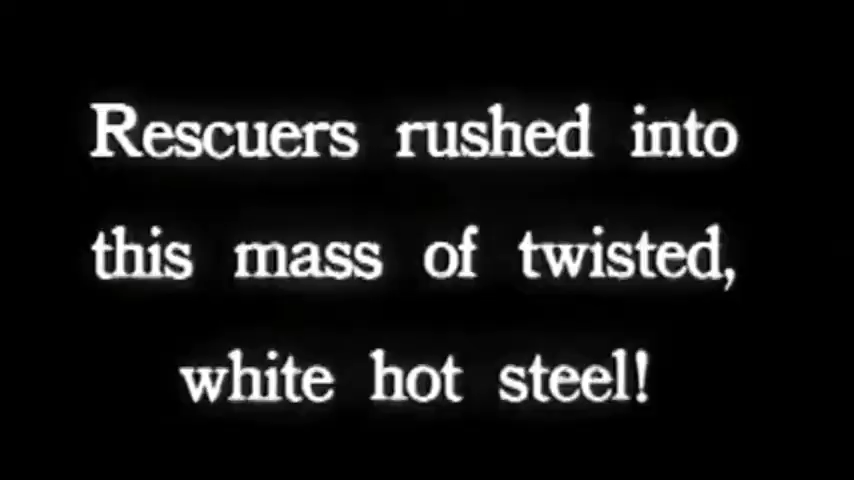 Rescuers rushed into
this mass of twisted,
white hot steel!